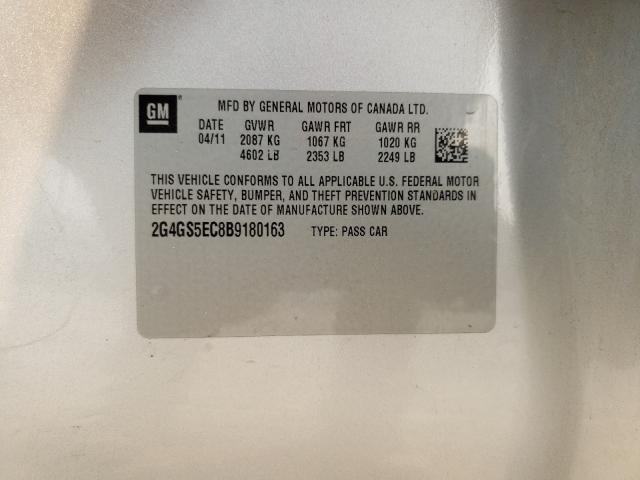 GM
MFD BY GENERAL MOTORS OF CANADA LTD.
DATE GVWR GAWR FRT GAWR RR
04/11 2087 KG 1067 KG 1020 KG
4602 LB 2353 LB 2249 LB
THIS VEHICLE CONFORMS TO ALL APPLICABLE U.S. FEDERAL MOTOR
VEHICLE SAFETY, BUMPER, AND THEFT PREVENTION STANDARDS IN
EFFECT ON THE DATE OF MANUFACTURE SHOWN ABOVE.
2G4GS5EC8B9180163 TYPE: PASS CAR